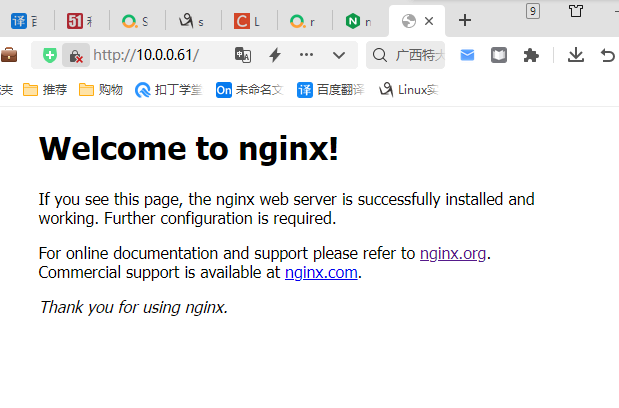 译
51
S
s
C L
r
n
9
http://10.0.0.61/
广西特
夹 推荐 购物 扣丁学堂 On 未命名文 译 百度翻译 Linux实
Welcome to nginx!
If you see this page, the nginx web server is successfully installed and
working. Further configuration is required.
For online documentation and support please refer to nginx.org.
Commercial support is available at nginx.com.
Thank you for using nginx.